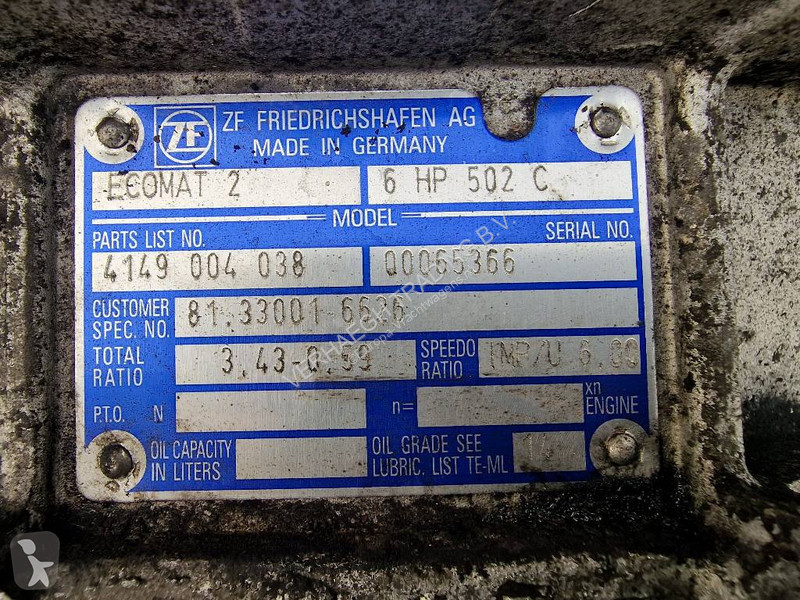 ZF ZF FRIEDRICHSHAFEN AG
MADE IN GERMANY
ECOMAT 2 6 HP 502 C
MODEL
PARTS LIST NO. SERIAL NO.
4149 004 038 00065366
CUSTOMER SPEC. NO. 81.33001 6636
TOTAL RATIO 3,43-0,59 SPEEDO RATIO IMP/U 6.00
P.T.O. N n= xn ENGINE
OIL CAPACITY IN LITERS OIL GRADE SEE LUBRIC. LIST TE-ML
VERHAEGH TRADING B.V.